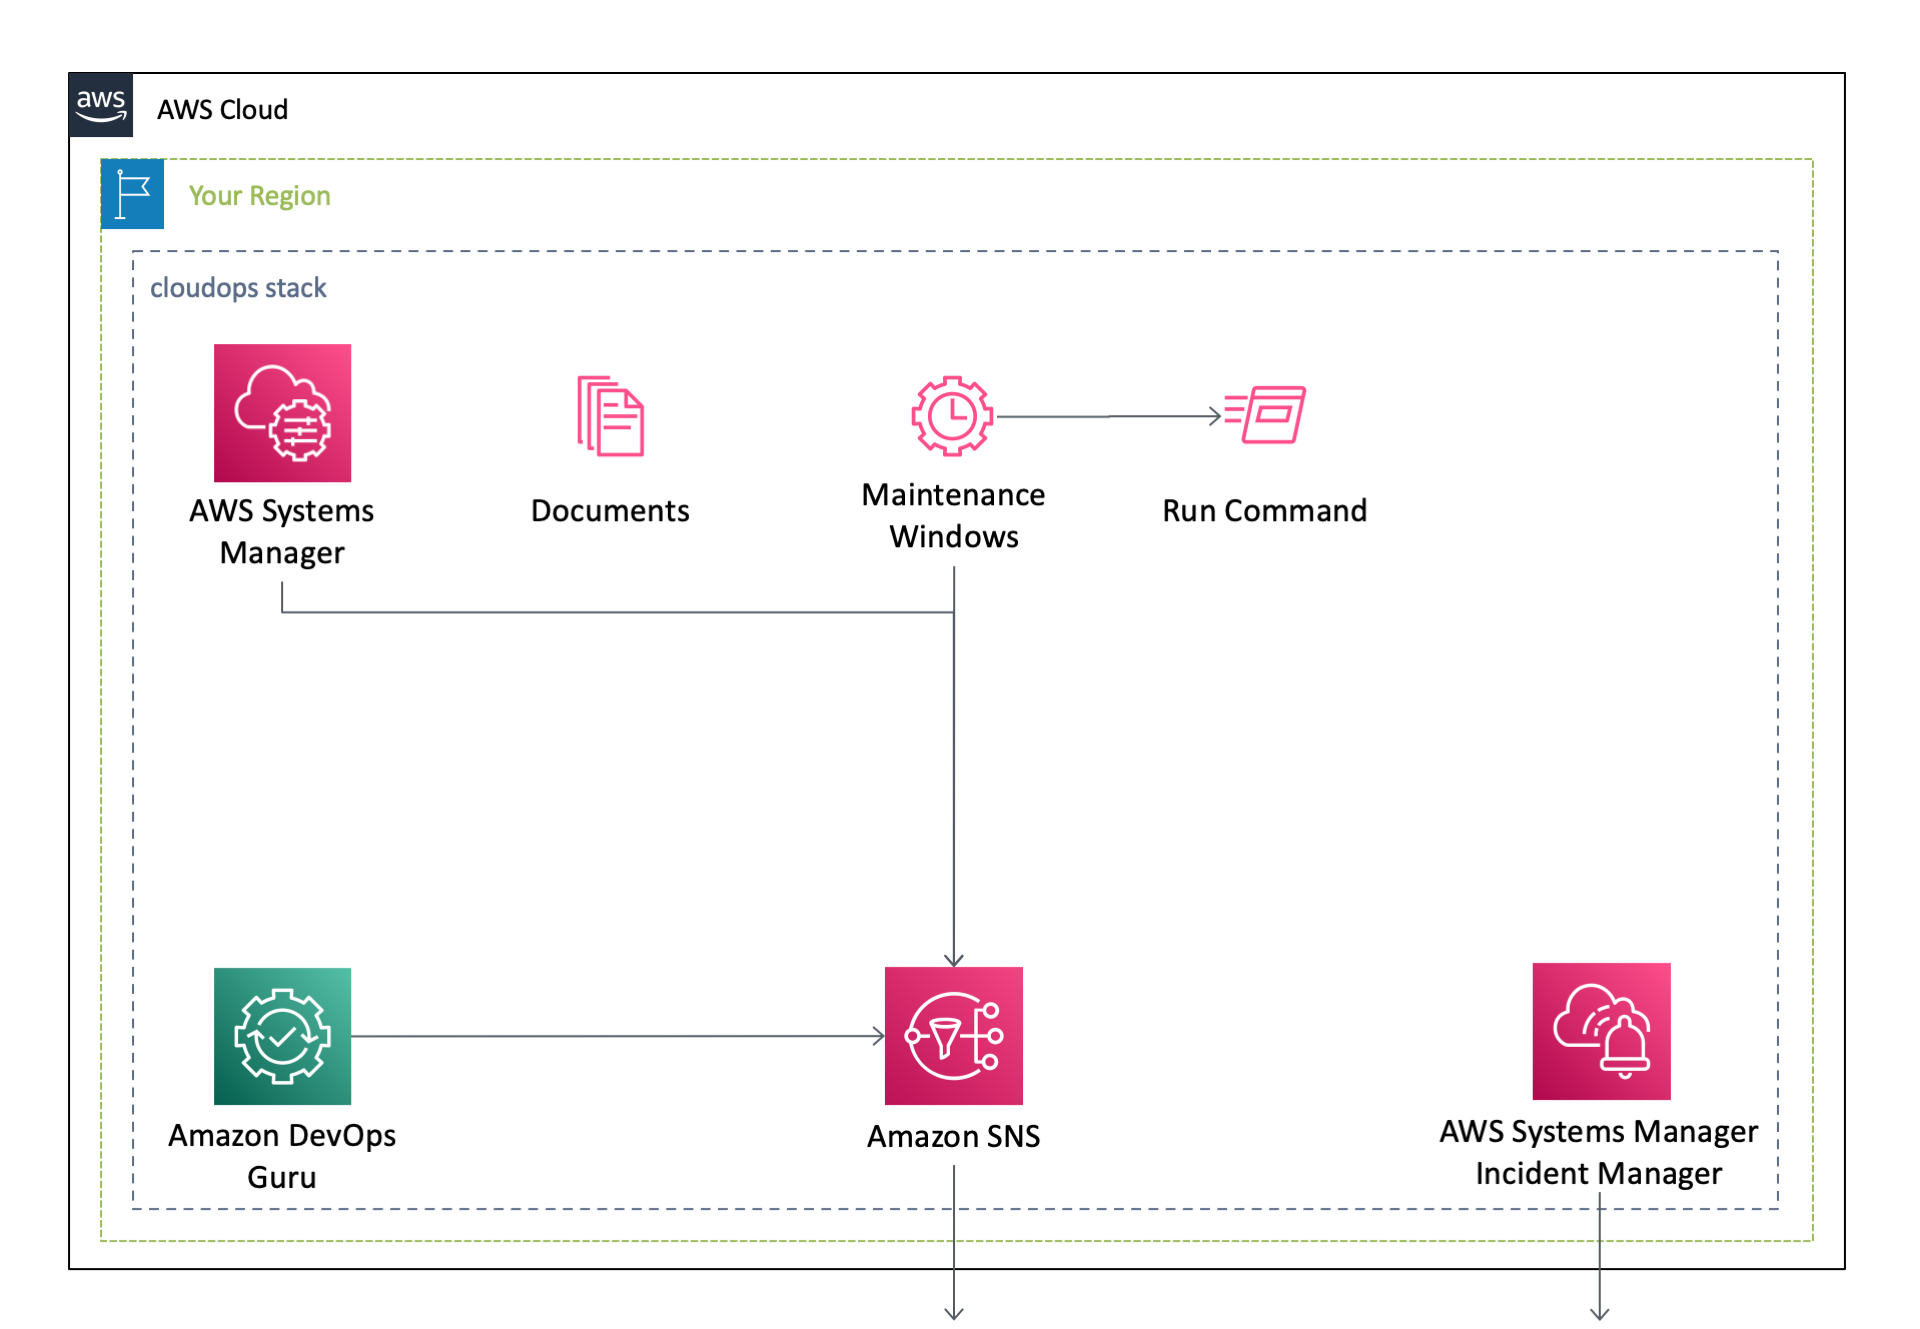 aws
AWS Cloud
Your Region
cloudops stack
AWS Systems
Manager
Documents
Maintenance
Windows
Run Command
Amazon DevOps
Guru
Amazon SNS
AWS Systems Manager
Incident Manager